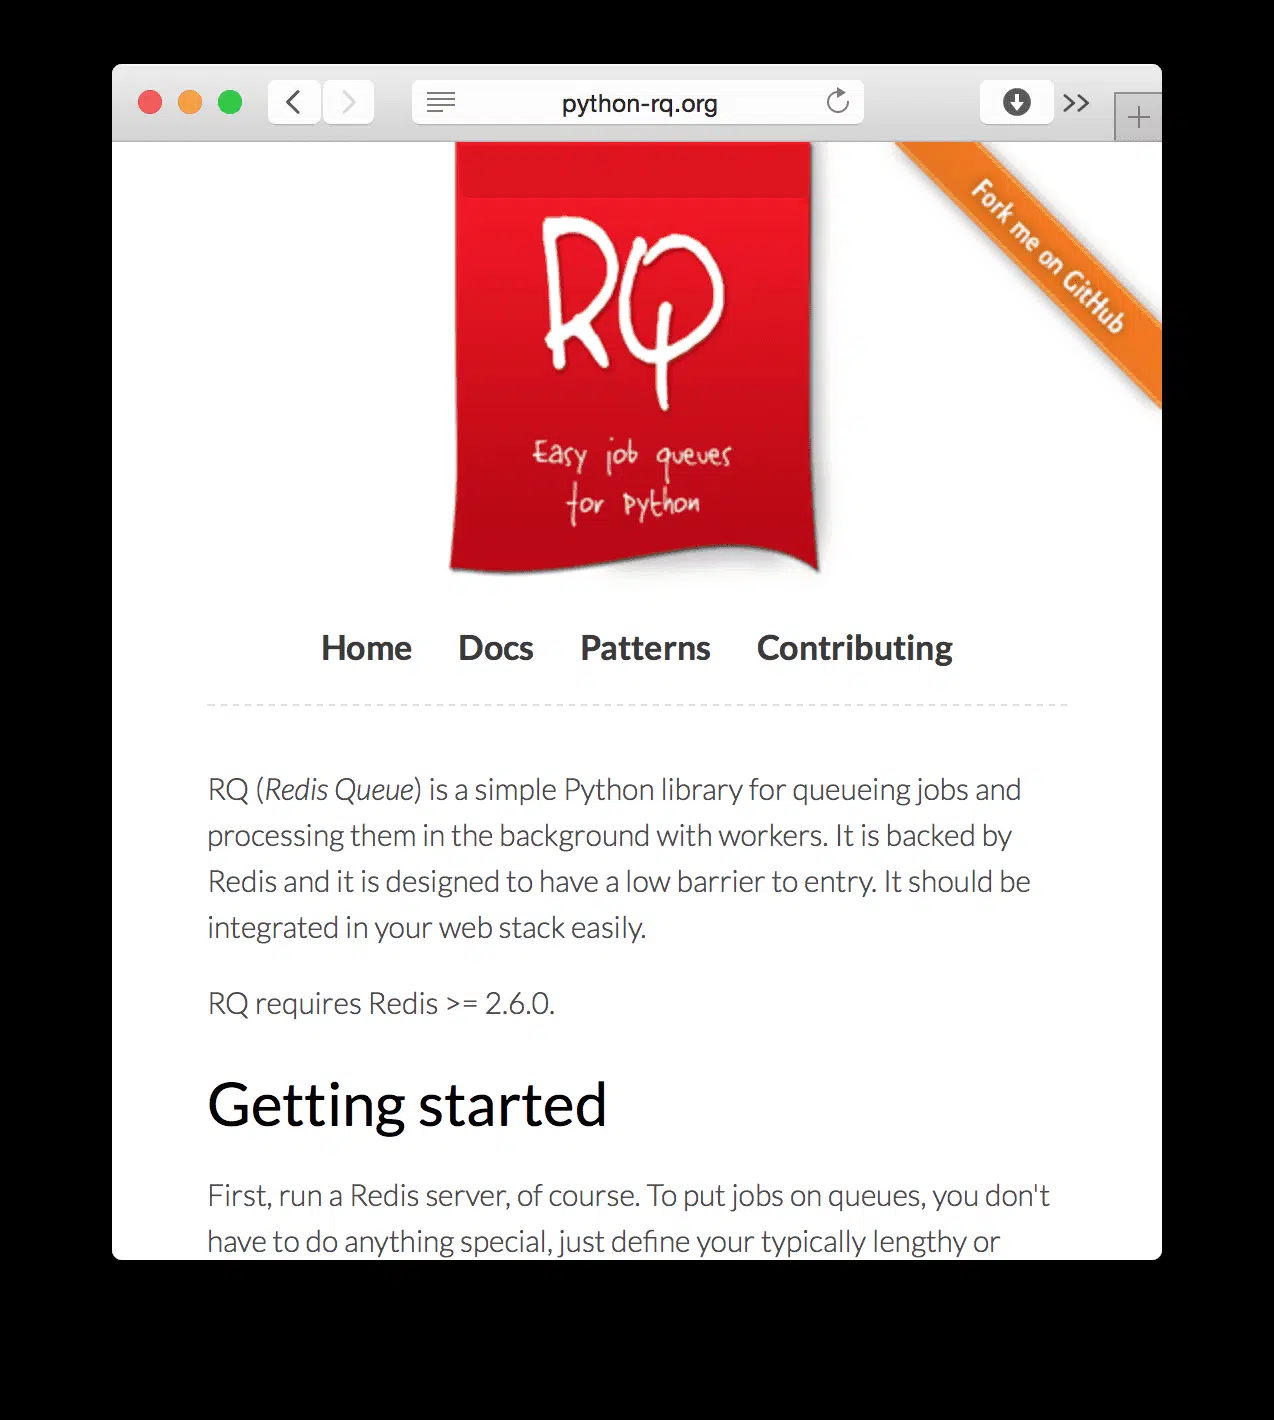 python-rq.org
Fork me on GitHub
RQ
Easy job queues
for python
Home Docs Patterns Contributing
RQ (Redis Queue) is a simple Python library for queueing jobs and
processing them in the background with workers. It is backed by
Redis and it is designed to have a low barrier to entry. It should be
integrated in your web stack easily.
RQ requires Redis >= 2.6.0.
Getting started
First, run a Redis server, of course. To put jobs on queues, you don't
have to do anything special, just define your typically lengthy or